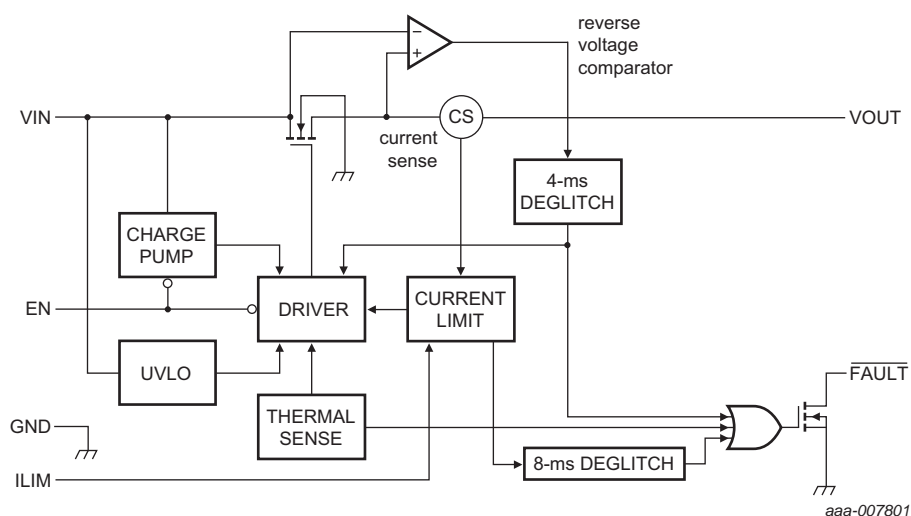 reverse
voltage
comparator
−
+
VIN
CS
VOUT
current
sense
4-ms
DEGLITCH
CHARGE
PUMP
EN
DRIVER
CURRENT
LIMIT
UVLO
FAULT
THERMAL
SENSE
GND
8-ms DEGLITCH
ILIM
aaa-007801